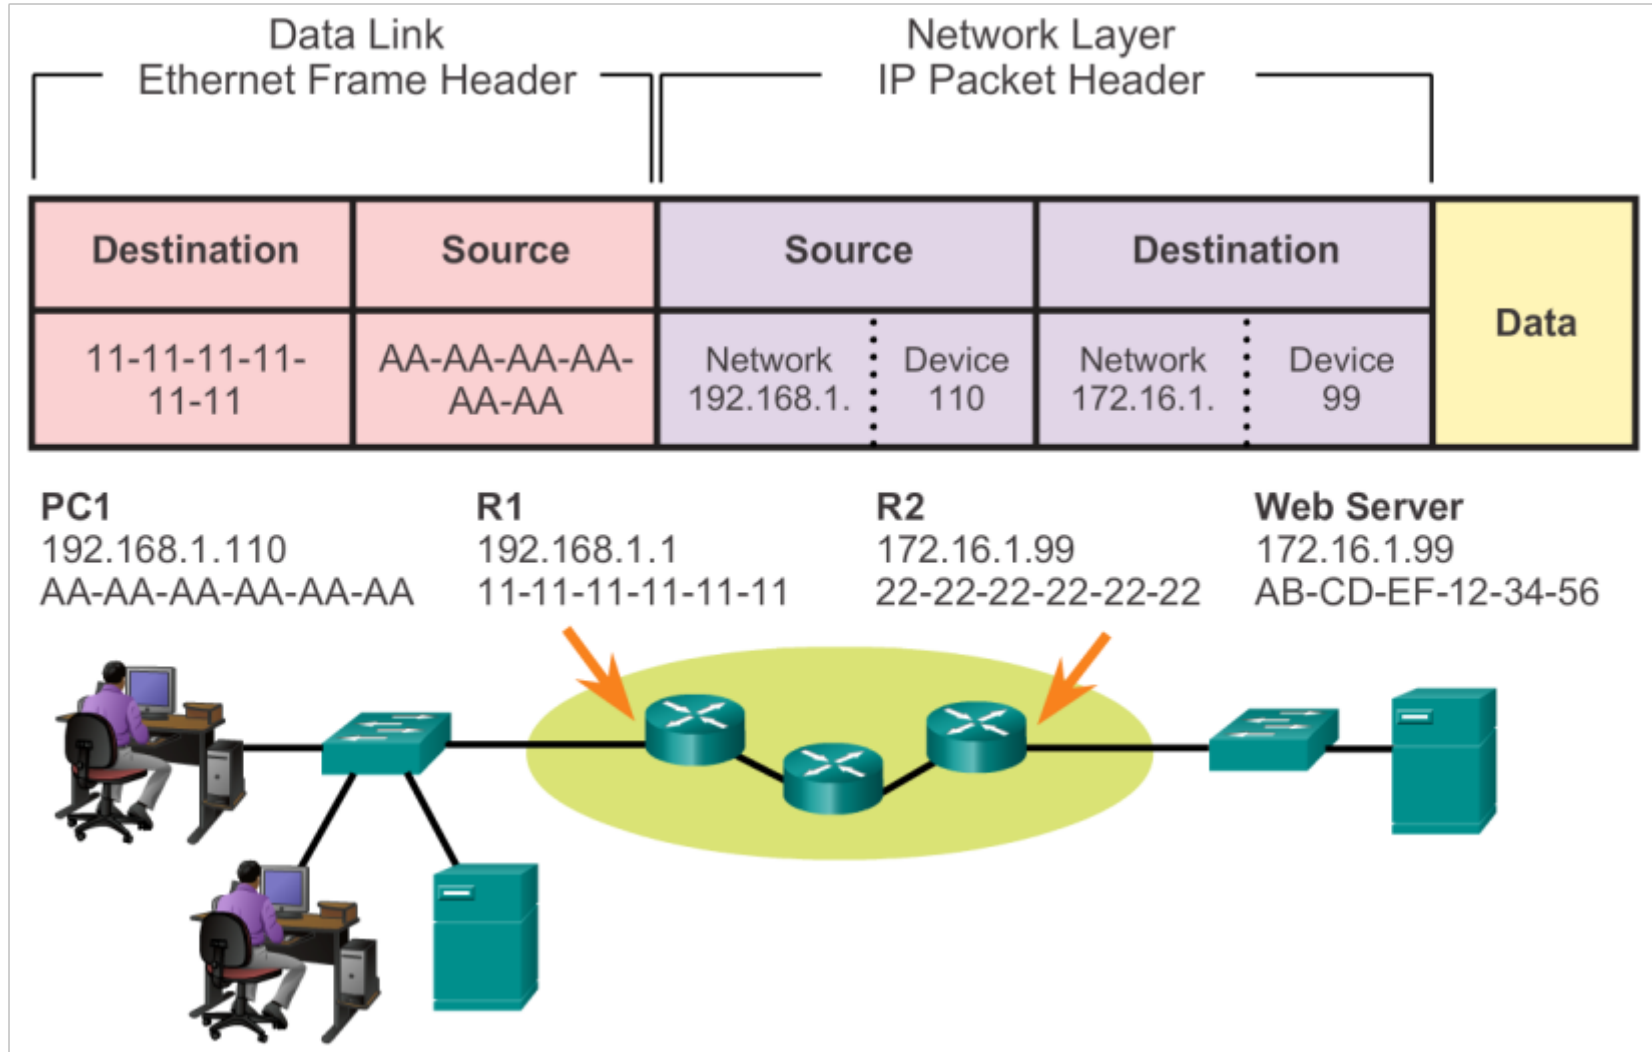 Data Link
Ethernet Frame Header
Network Layer
IP Packet Header
Destination
Source
Source
Destination
Data
11-11-11-11-
11-11
AA-AA-AA-AA-
AA-AA
Network
192.168.1.
Device
110
Network
172.16.1.
Device
99
PC1
192.168.1.110
AA-AA-AA-AA-AA-AA
R1
192.168.1.1
11-11-11-11-11-11
R2
172.16.1.99
22-22-22-22-22-22
Web Server
172.16.1.99
AB-CD-EF-12-34-56